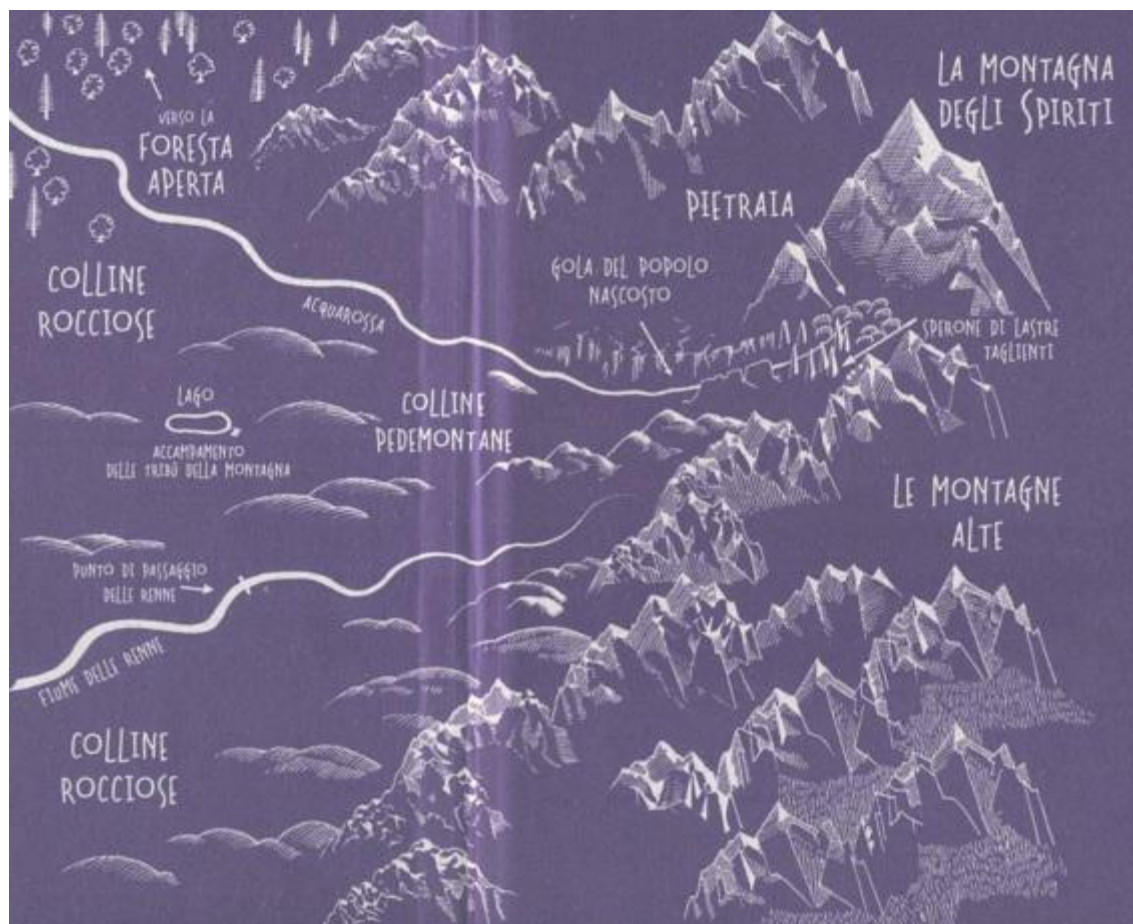 LA MONTAGNA
DEGLI SPIRITI
VERSO LA
FORESTA
APERTA
PIETRAIA
COLLINE
ROCCIOSE
GOLA DEL POPOLO
NASCOSTO
ACQUAROSSA
SPERONE DI LASTRE
TAGLIENTI
LAGO
ACCAMPAMENTO
DELLE TRIBÙ DELLA MONTAGNA
COLLINE
PEDEMONTANE
LE MONTAGNE
ALTE
PUNTO DI PASSAGGIO
DELLE RENNE
FIUME DELLE RENNE
COLLINE
ROCCIOSE